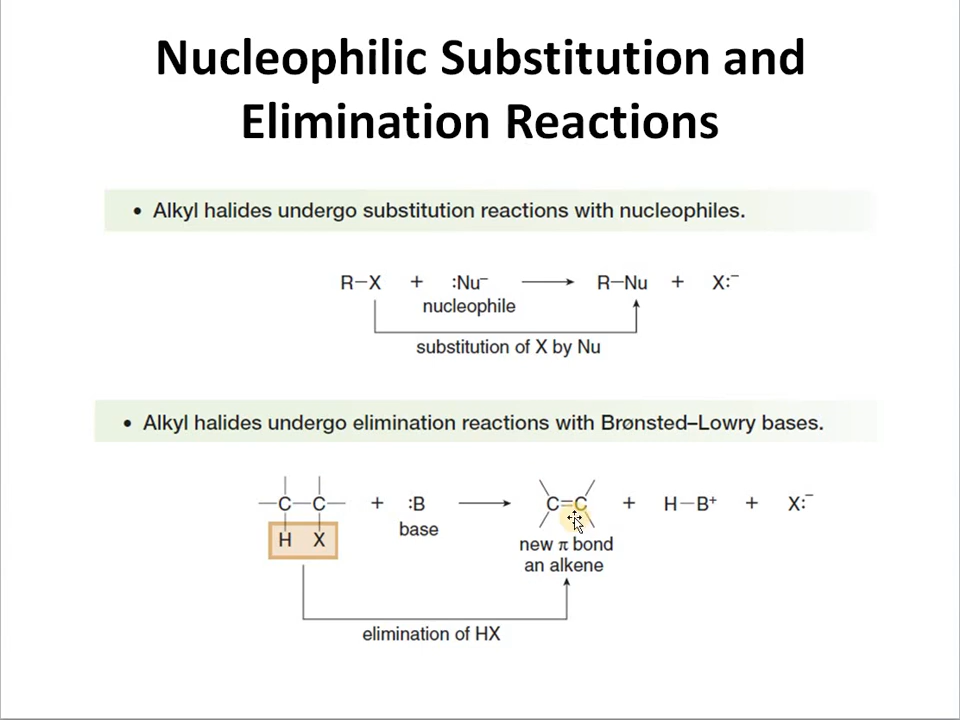 Nucleophilic Substitution and
Elimination Reactions
• Alkyl halides undergo substitution reactions with nucleophiles.
R—X + :Nu⁻ ⟶ R—Nu + X:⁻
nucleophile
substitution of X by Nu
• Alkyl halides undergo elimination reactions with Brønsted–Lowry bases.
—C—C— + :B ⟶ C=C + H—B⁺ + X:⁻
base
H X
new π bond
an alkene
elimination of HX